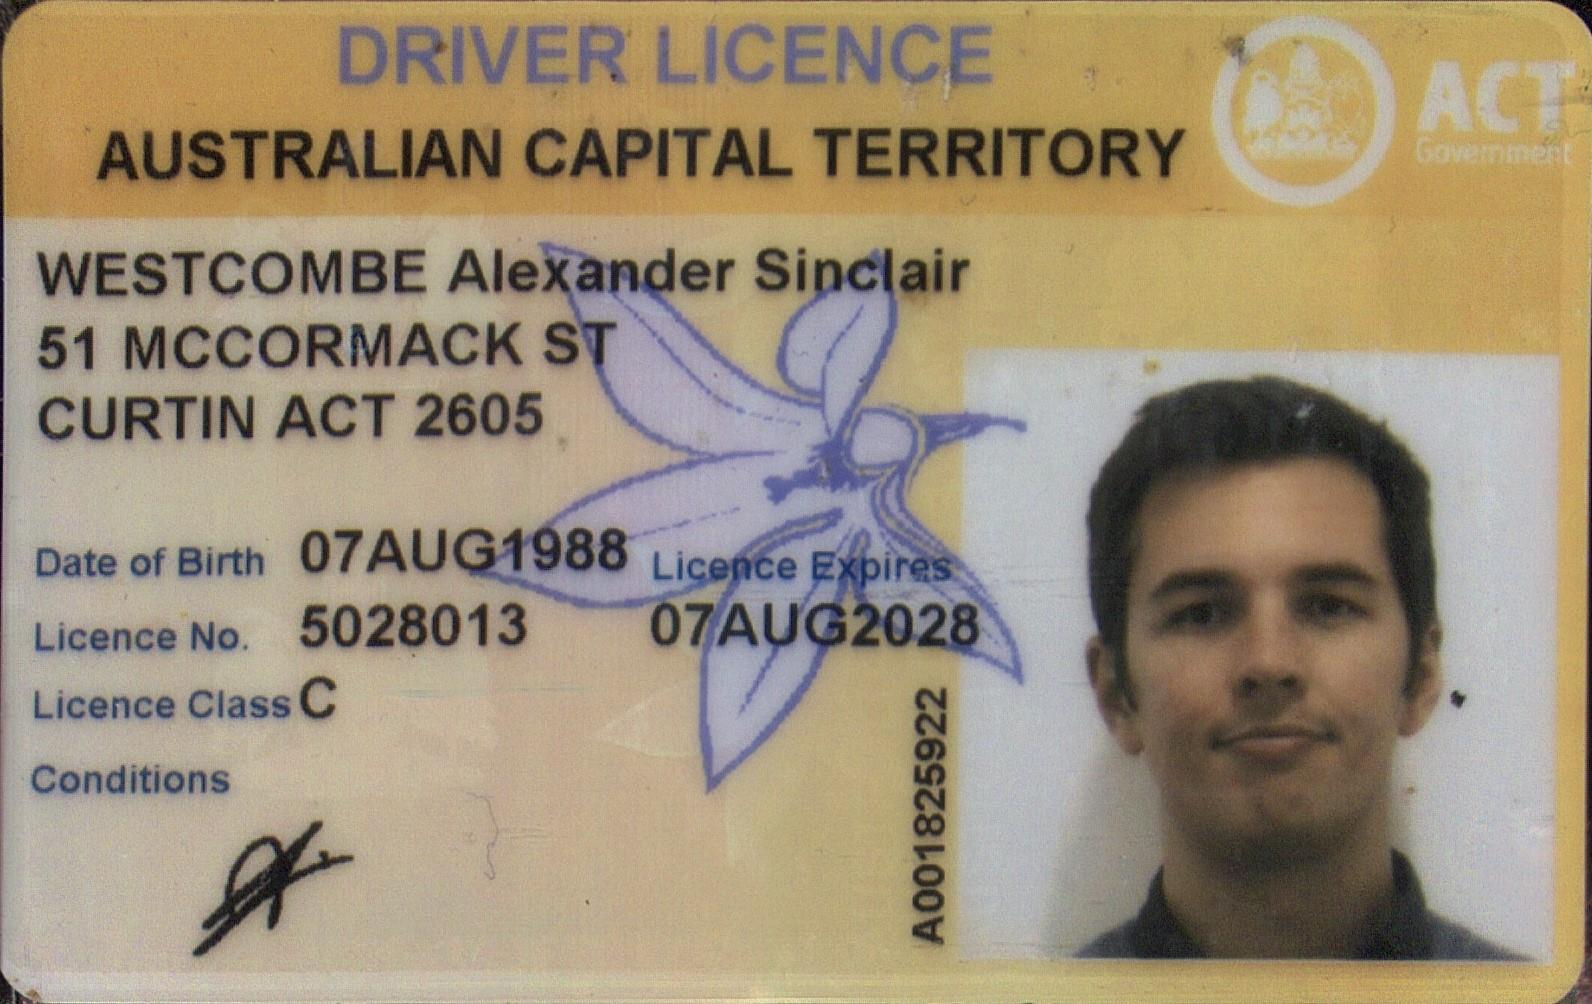 DRIVER LICENCE
AUSTRALIAN CAPITAL TERRITORY
ACT
Government
WESTCOMBE Alexander Sinclair
51 MCCORMACK ST
CURTIN ACT 2605
Date of Birth 07AUG1988 Licence Expires
Licence No. 5028013 07AUG2028
Licence Class C
Conditions
A001825922